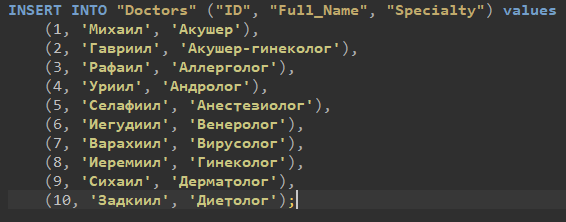 INSERT INTO "Doctors" ("ID", "Full_Name", "Specialty") values
(1, 'Михаил', 'Акушер'),
(2, 'Гавриил', 'Акушер-гинеколог'),
(3, 'Рафаил', 'Аллерголог'),
(4, 'Уриил', 'Андролог'),
(5, 'Селафиил', 'Анестезиолог'),
(6, 'Иегудиил', 'Венеролог'),
(7, 'Варахиил', 'Вирусолог'),
(8, 'Иеремиил', 'Гинеколог'),
(9, 'Сихаил', 'Дерматолог'),
(10, 'Задкиил', 'Диетолог');